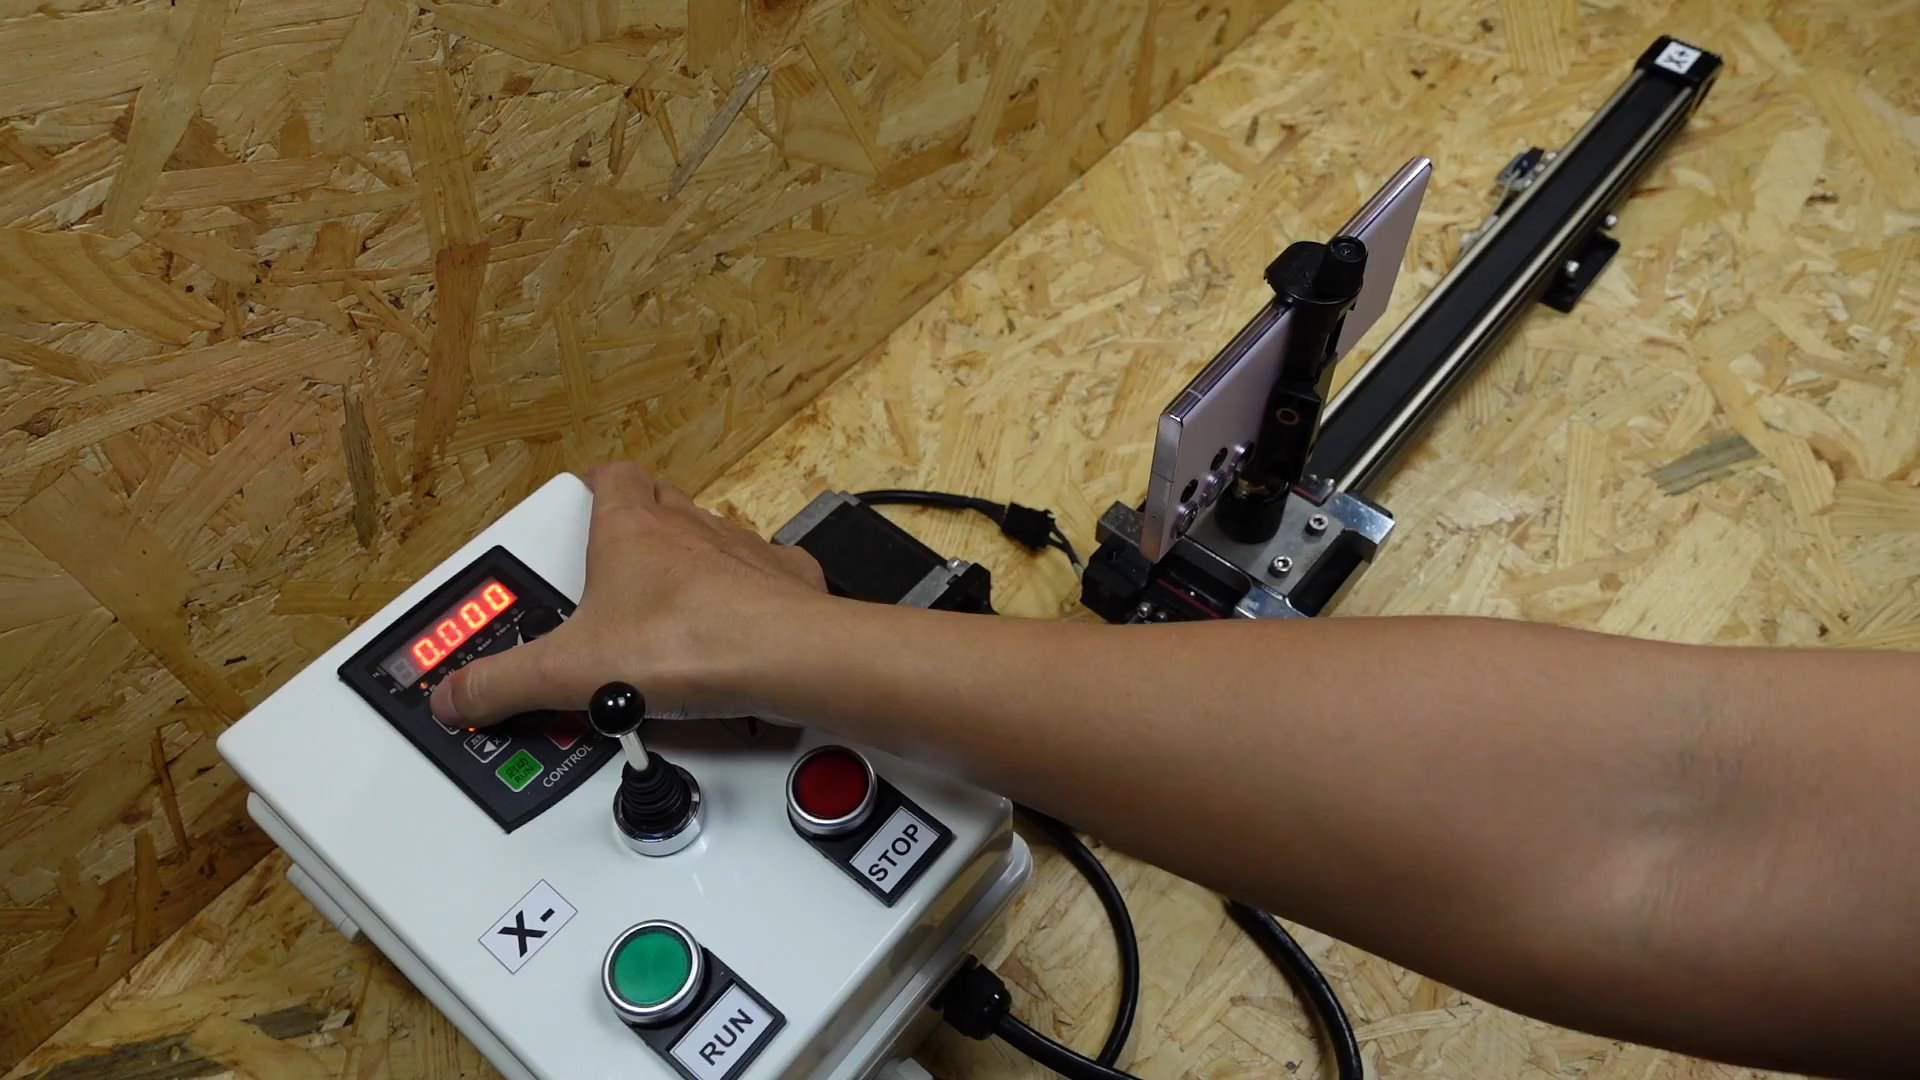 X+
0.000
RUN
CONTROL
STOP
X-
RUN